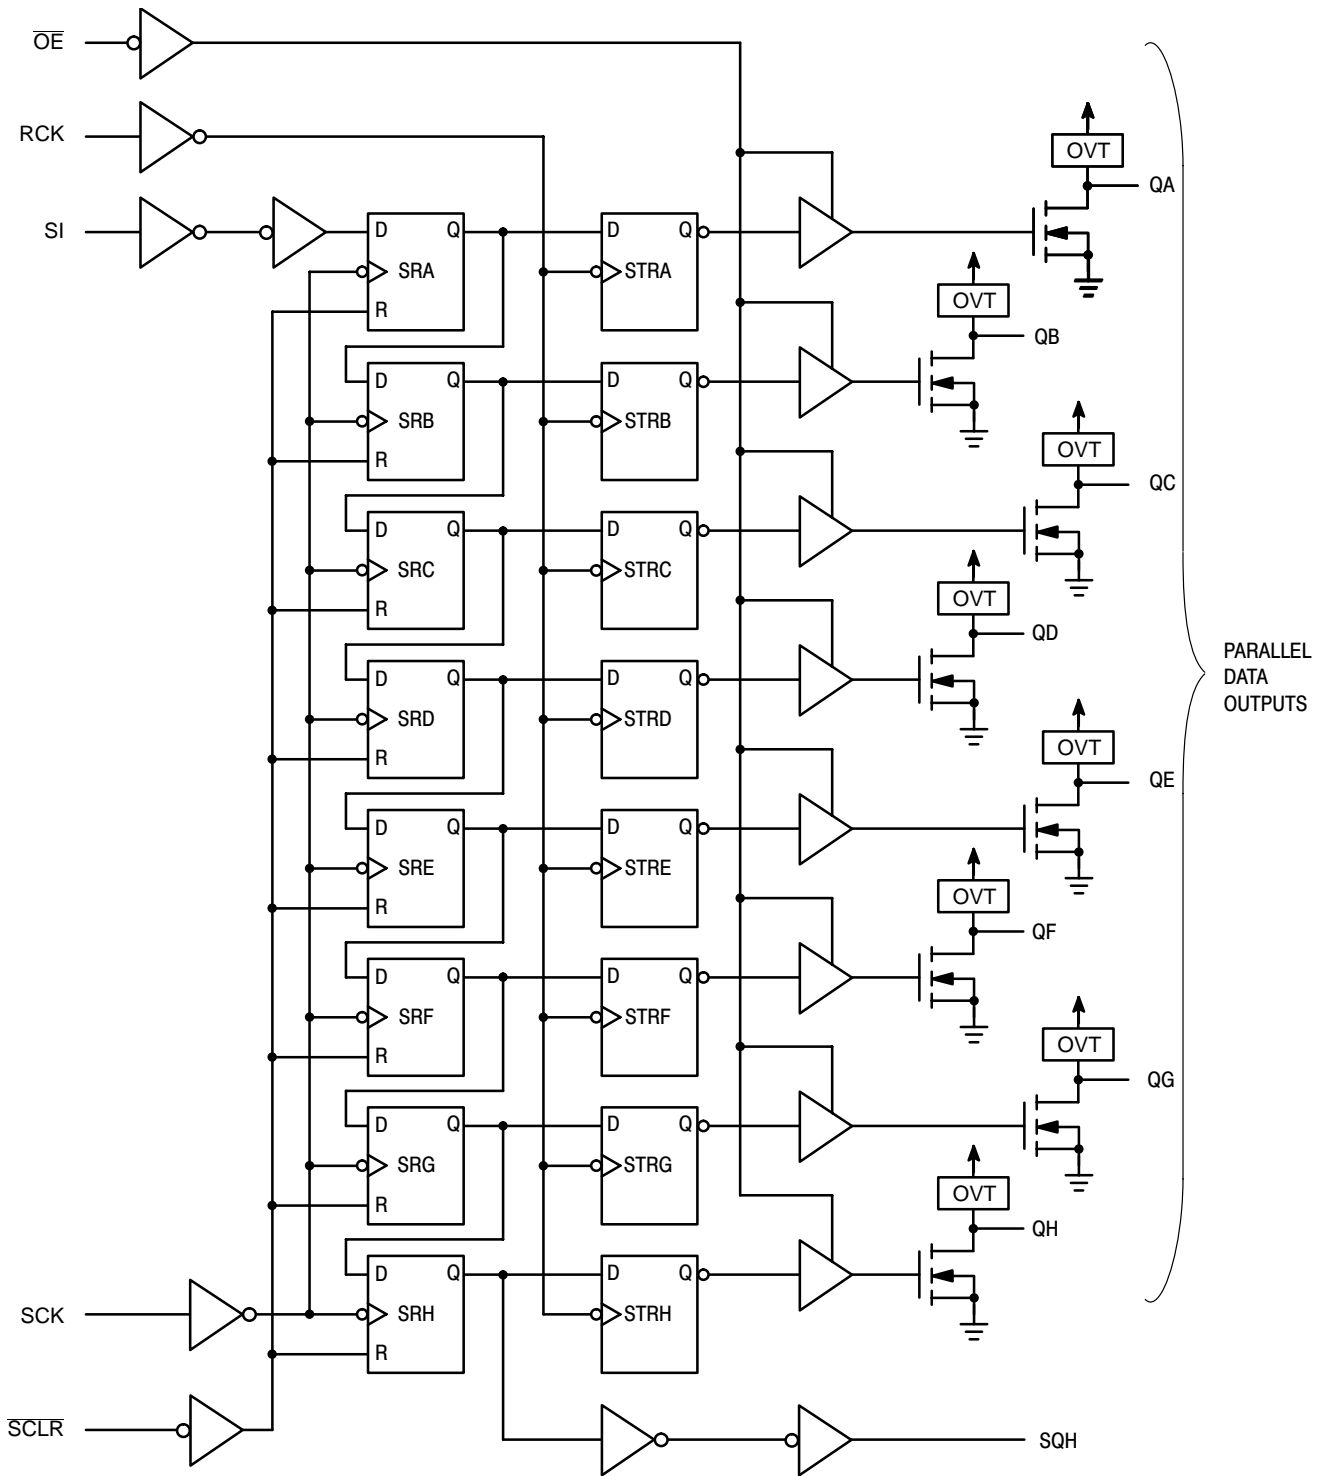 OE
RCK
OVT
QA
SI
D Q
SRA
R
D Q
STRA
OVT
QB
D Q
SRB
R
D Q
STRB
OVT
QC
D Q
SRC
R
D Q
STRC
OVT
QD
D Q
SRD
R
D Q
STRD
PARALLEL
DATA
OUTPUTS
OVT
QE
D Q
SRE
R
D Q
STRE
OVT
QF
D Q
SRF
R
D Q
STRF
OVT
QG
D Q
SRG
R
D Q
STRG
OVT
QH
SCK
D Q
SRH
R
D Q
STRH
SCLR
SQH